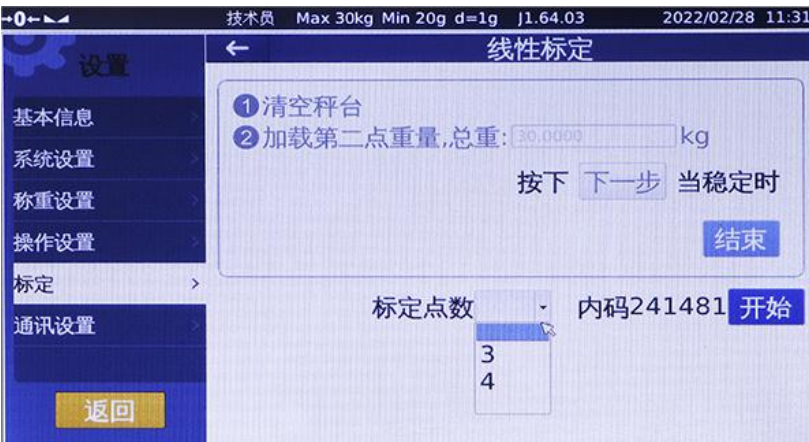 →0← 技术员 Max 30kg Min 20g d=1g J1.64.03 2022/02/28 11:31
设置
← 线性标定
基本信息 >
系统设置 >
称重设置 >
操作设置 >
标定 >
通讯设置 >
返回
❶清空秤台
❷加载第二点重量,总重: 30.0000 kg
按下 下一步 当稳定时
结束
标定点数 内码241481 开始
3
4